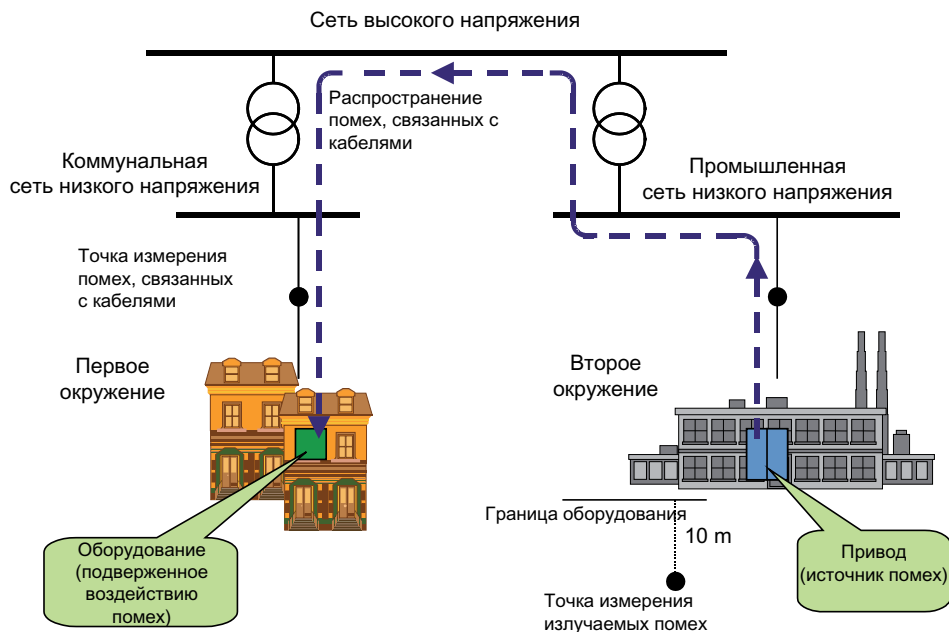 Сеть высокого напряжения
Распространение
помех, связанных с
кабелями
Коммунальная
сеть низкого напряжения
Промышленная
сеть низкого напряжения
Точка измерения
помех, связанных
с кабелями
Первое
окружение
Второе
окружение
Граница оборудования
10 m
Оборудование
(подверженное
воздействию
помех)
Привод
(источник помех)
Точка измерения
излучаемых помех